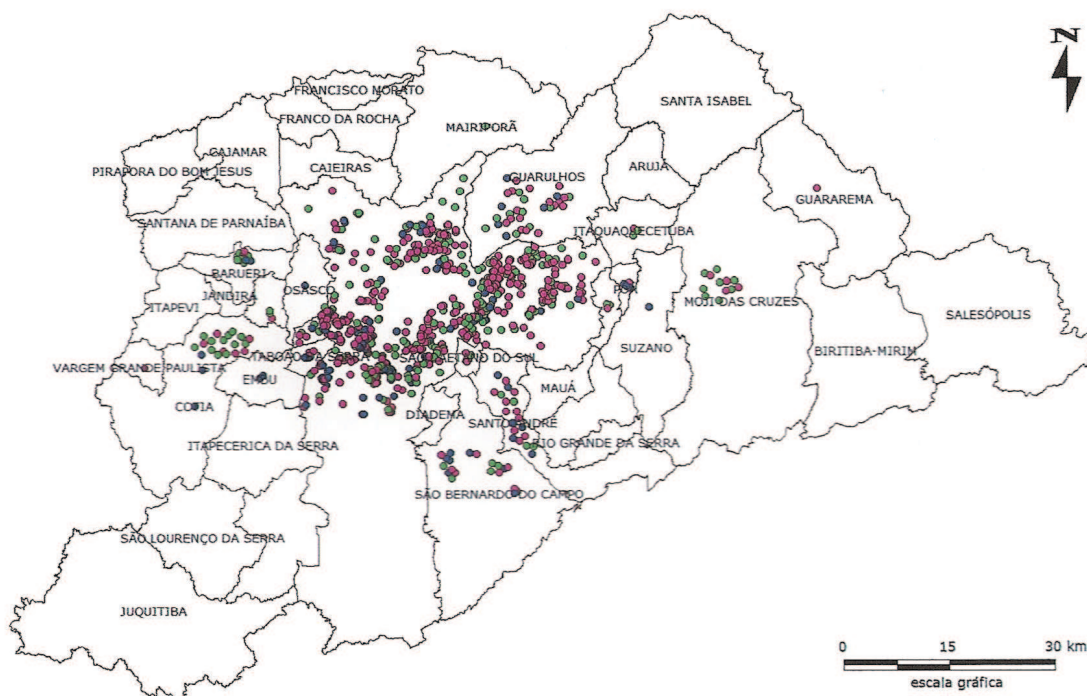 N
FRANCISCO MORATO
SANTA ISABEL
FRANCO DA ROCHA
MAIRIPORÃ
CAJAMAR
CAIEIRAS
ARUJÁ
PIRAPORA DO BOM JESUS
GUARULHOS
GUARAREMA
SANTANA DE PARNAÍBA
ITAQUAQUECETUBA
BARUERI
OSASCO
POÁ
JANDIRA
ITAPEVI
MOJI DAS CRUZES
SALESÓPOLIS
SUZANO
BIRITIBA-MIRIM
TABOÃO DA SERRA
SÃO CAETANO DO SUL
VARGEM GRANDE PAULISTA
EMBU
MAUÁ
COTIA
DIADEMA
SANTO ANDRÉ
ITAPECERICA DA SERRA
RIO GRANDE DA SERRA
SÃO BERNARDO DO CAMPO
SÃO LOURENÇO DA SERRA
JUQUITIBA
0 15 30 km
escala gráfica